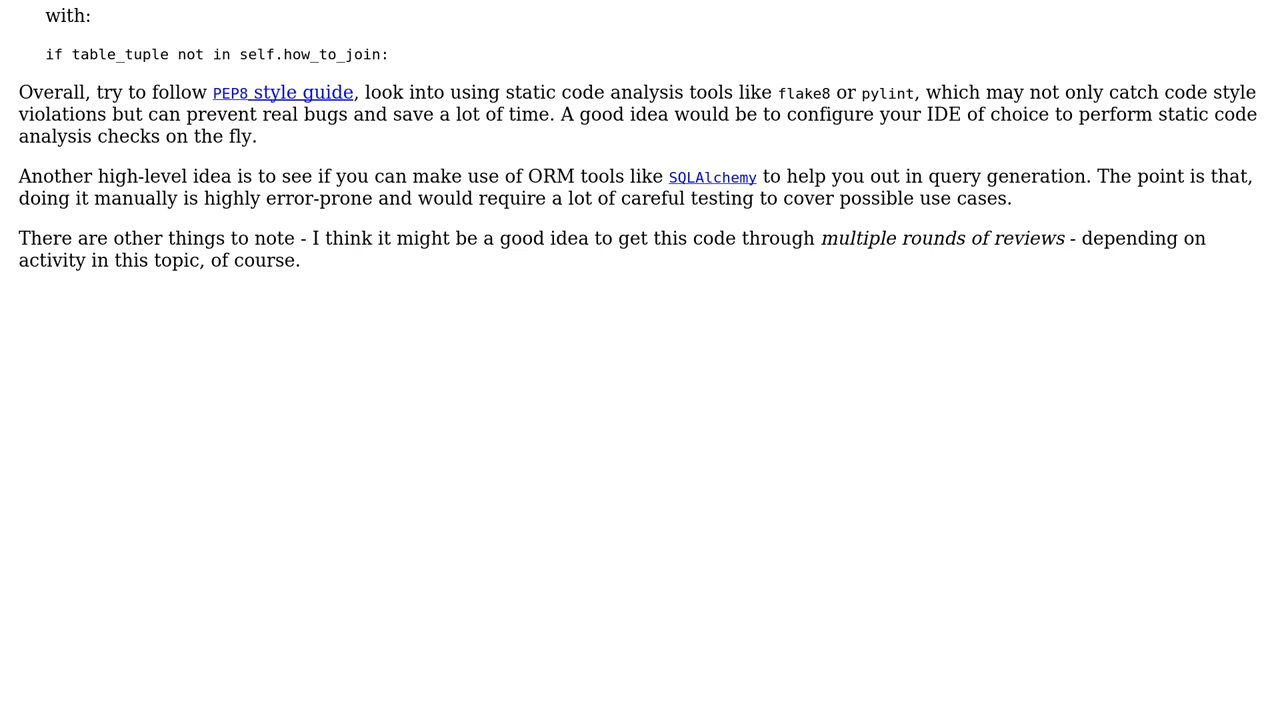 with:
if table_tuple not in self.how_to_join:
Overall, try to follow PEP8 style guide, look into using static code analysis tools like flake8 or pylint, which may not only catch code style
violations but can prevent real bugs and save a lot of time. A good idea would be to configure your IDE of choice to perform static code
analysis checks on the fly.
Another high-level idea is to see if you can make use of ORM tools like SQLAlchemy to help you out in query generation. The point is that,
doing it manually is highly error-prone and would require a lot of careful testing to cover possible use cases.
There are other things to note - I think it might be a good idea to get this code through multiple rounds of reviews - depending on
activity in this topic, of course.